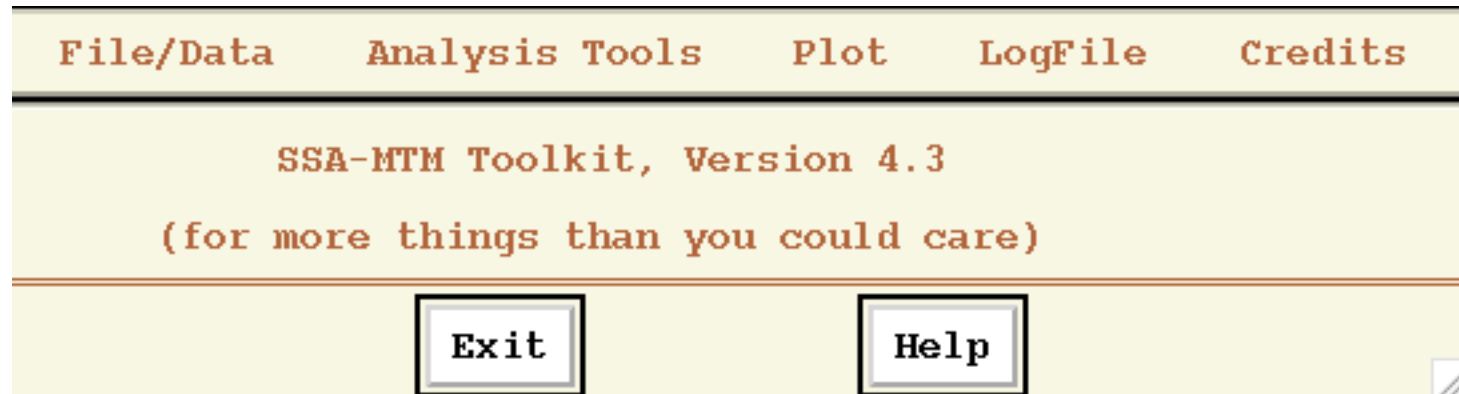 File/Data Analysis Tools Plot LogFile Credits
SSA-MTM Toolkit, Version 4.3
(for more things than you could care)
Exit Help